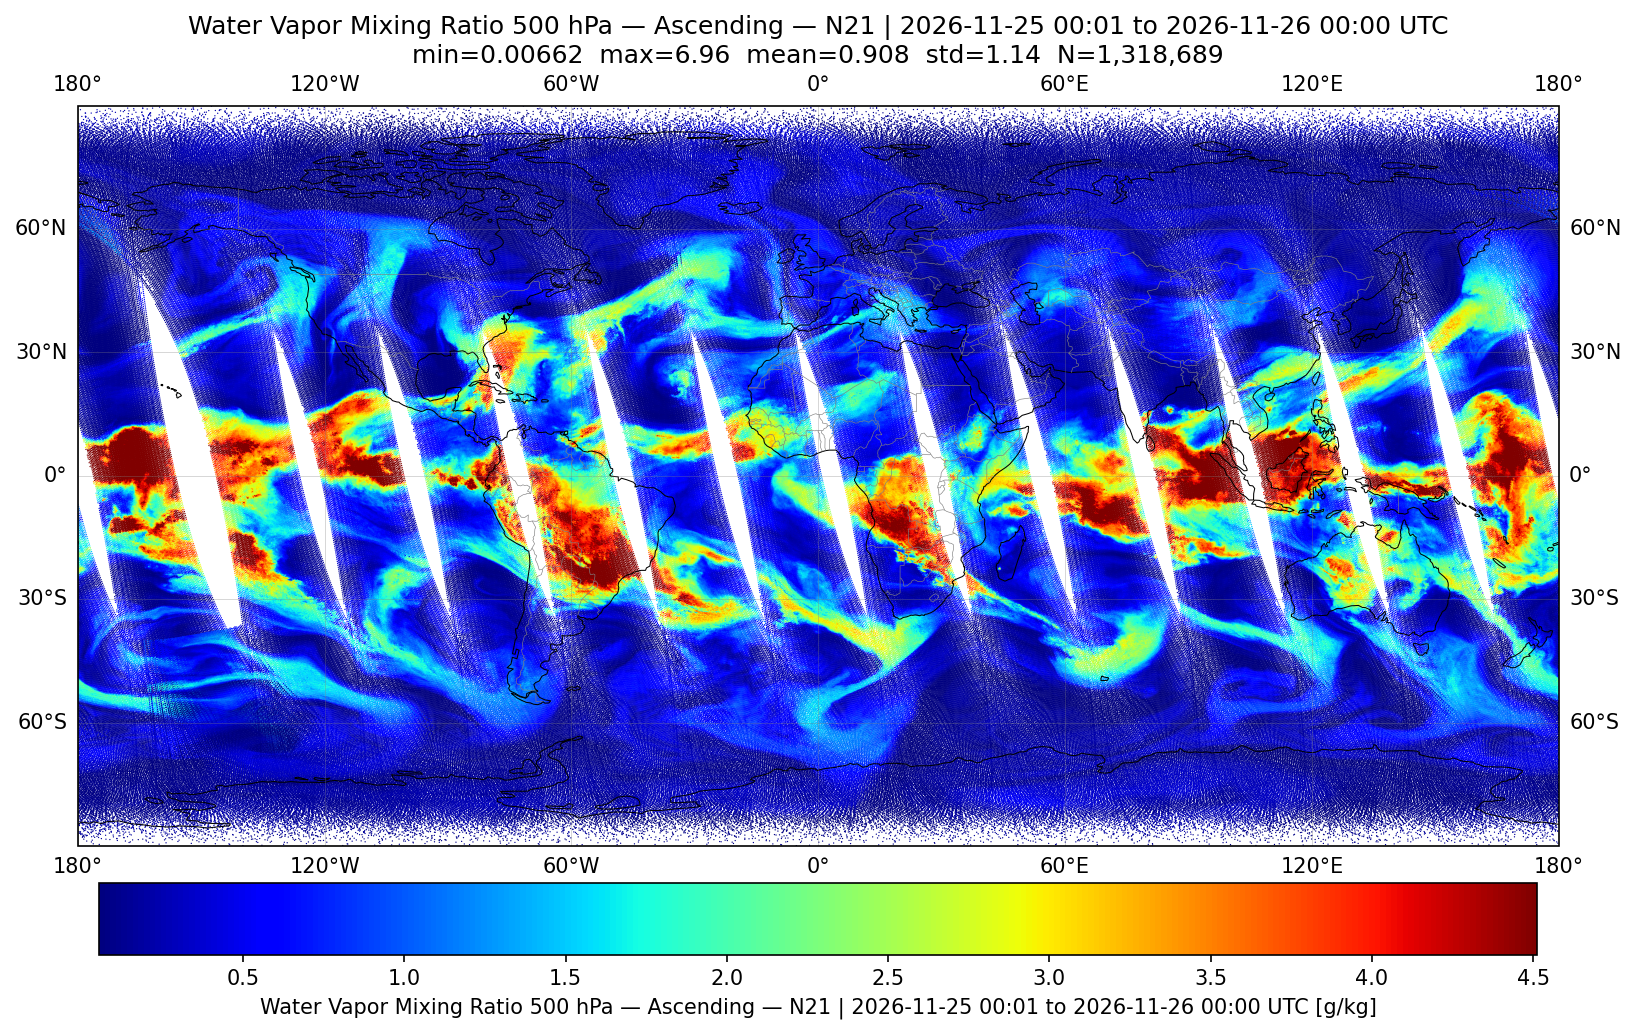 Water Vapor Mixing Ratio 500 hPa — Ascending — N21 | 2026-11-25 00:01 to 2026-11-26 00:00 UTC
min=0.00662  max=6.96  mean=0.908  std=1.14  N=1,318,689
180° 120°W 60°W 0° 60°E 120°E 180°
60°N 60°N
30°N 30°N
0° 0°
30°S 30°S
60°S 60°S
180° 120°W 60°W 0° 60°E 120°E 180°
0.5 1.0 1.5 2.0 2.5 3.0 3.5 4.0 4.5
Water Vapor Mixing Ratio 500 hPa — Ascending — N21 | 2026-11-25 00:01 to 2026-11-26 00:00 UTC [g/kg]